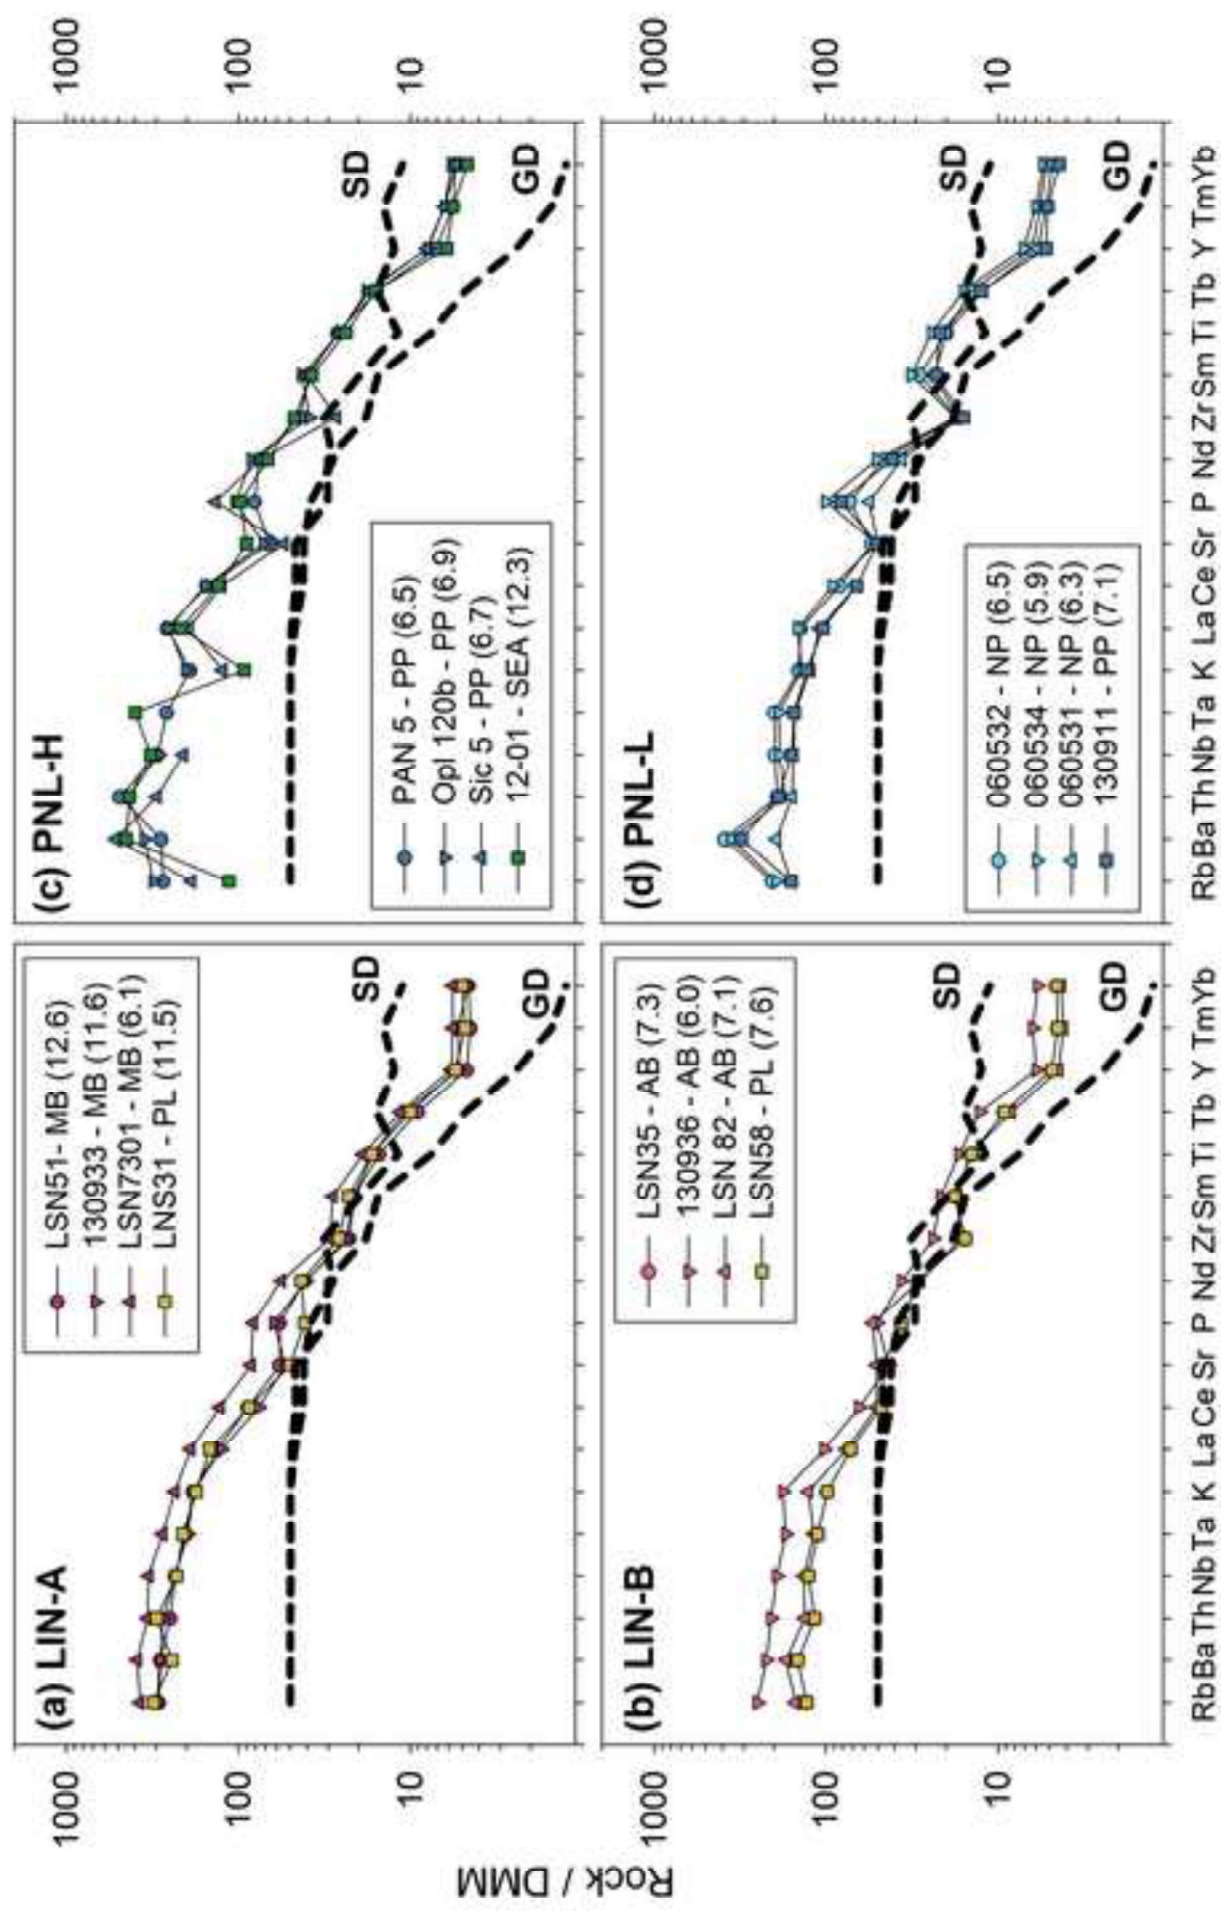 Rock / DMM
1000
100
10
(a) LIN-A
LSN51- MB (12.6)
130933 - MB (11.6)
LSN7301 - MB (6.1)
LNS31 - PL (11.5)
SD
GD
(c) PNL-H
PAN 5 - PP (6.5)
Opl 120b - PP (6.9)
Sic 5 - PP (6.7)
12-01 - SEA (12.3)
SD
GD
1000
100
10
1000
100
10
(b) LIN-B
LSN35 - AB (7.3)
130936 - AB (6.0)
LSN 82 - AB (7.1)
LSN58 - PL (7.6)
SD
GD
(d) PNL-L
060532 - NP (6.5)
060534 - NP (5.9)
060531 - NP (6.3)
130911 - PP (7.1)
SD
GD
1000
100
10
Rb Ba Th Nb Ta K La Ce Sr P Nd Zr Sm Ti Tb Y Tm Yb
Rb Ba Th Nb Ta K La Ce Sr P Nd Zr Sm Ti Tb Y Tm Yb